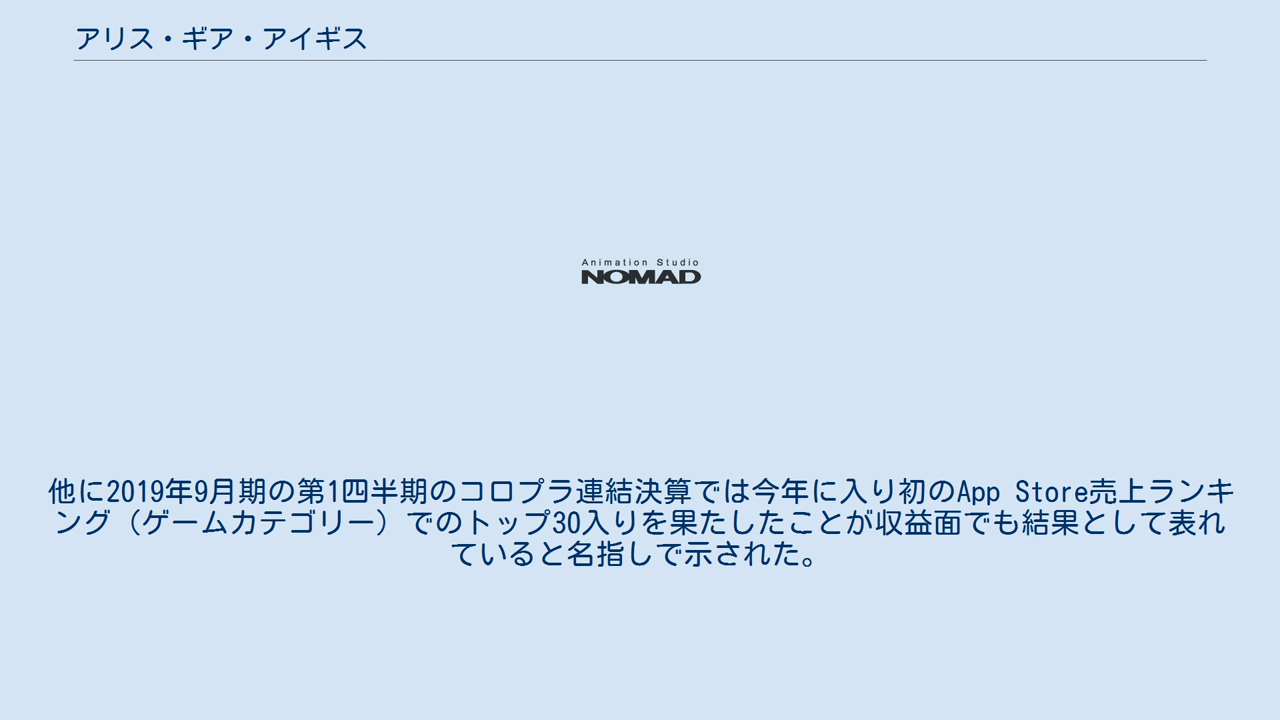 アリス・ギア・アイギス
Animation Studio
NOMAD
他に2019年9月期の第1四半期のコロプラ連結決算では今年に入り初のApp Store売上ランキ
ング（ゲームカテゴリー）でのトップ30入りを果たしたことが収益面でも結果として表れ
ていると名指しで示された。